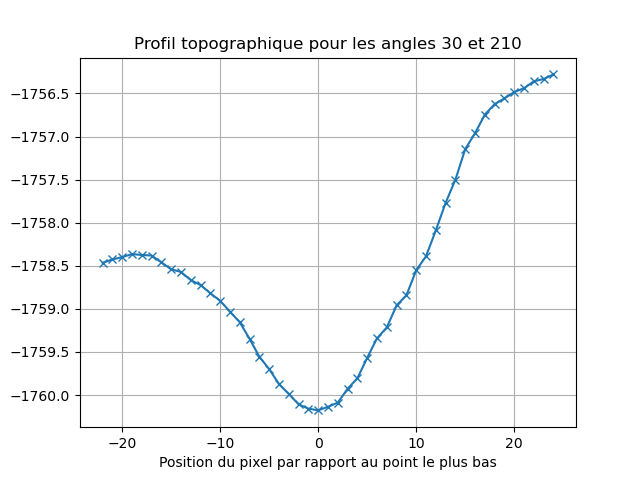 Profil topographique pour les angles 30 et 210
−1756.5
−1757.0
−1757.5
−1758.0
−1758.5
−1759.0
−1759.5
−1760.0
−20 −10 0 10 20
Position du pixel par rapport au point le plus bas